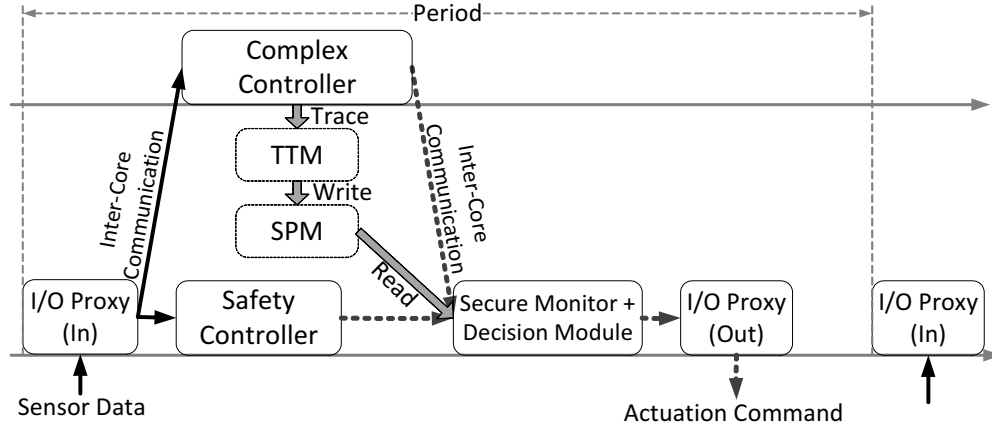 Period
Complex
Controller
Trace
TTM
Write
SPM
Read
Inter-Core
Communication
Inter-Core
Communication
I/O Proxy
(In)
Safety
Controller
Secure Monitor +
Decision Module
I/O Proxy
(Out)
I/O Proxy
(In)
Sensor Data
Actuation Command